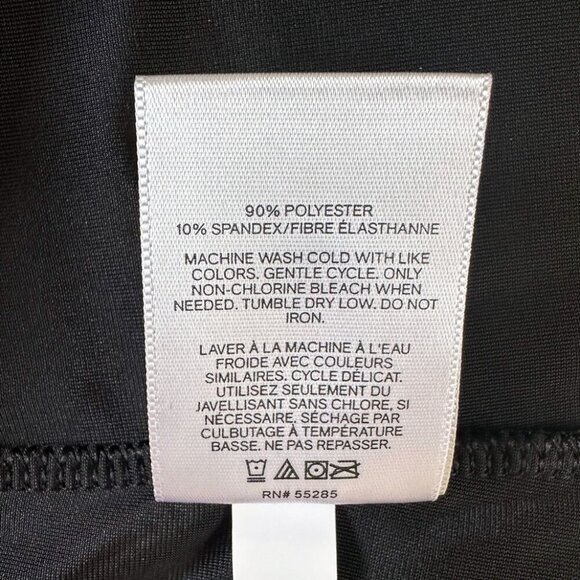 90% POLYESTER
10% SPANDEX/FIBRE ÉLASTHANNE
MACHINE WASH COLD WITH LIKE
COLORS. GENTLE CYCLE. ONLY
NON-CHLORINE BLEACH WHEN
NEEDED. TUMBLE DRY LOW. DO NOT
IRON.
LAVER À LA MACHINE À L'EAU
FROIDE AVEC COULEURS
SIMILAIRES. CYCLE DÉLICAT.
UTILISEZ SEULEMENT DU
JAVELLISANT SANS CHLORE, SI
NÉCESSAIRE. SÉCHAGE PAR
CULBUTAGE À TEMPÉRATURE
BASSE. NE PAS REPASSER.
RN# 55285